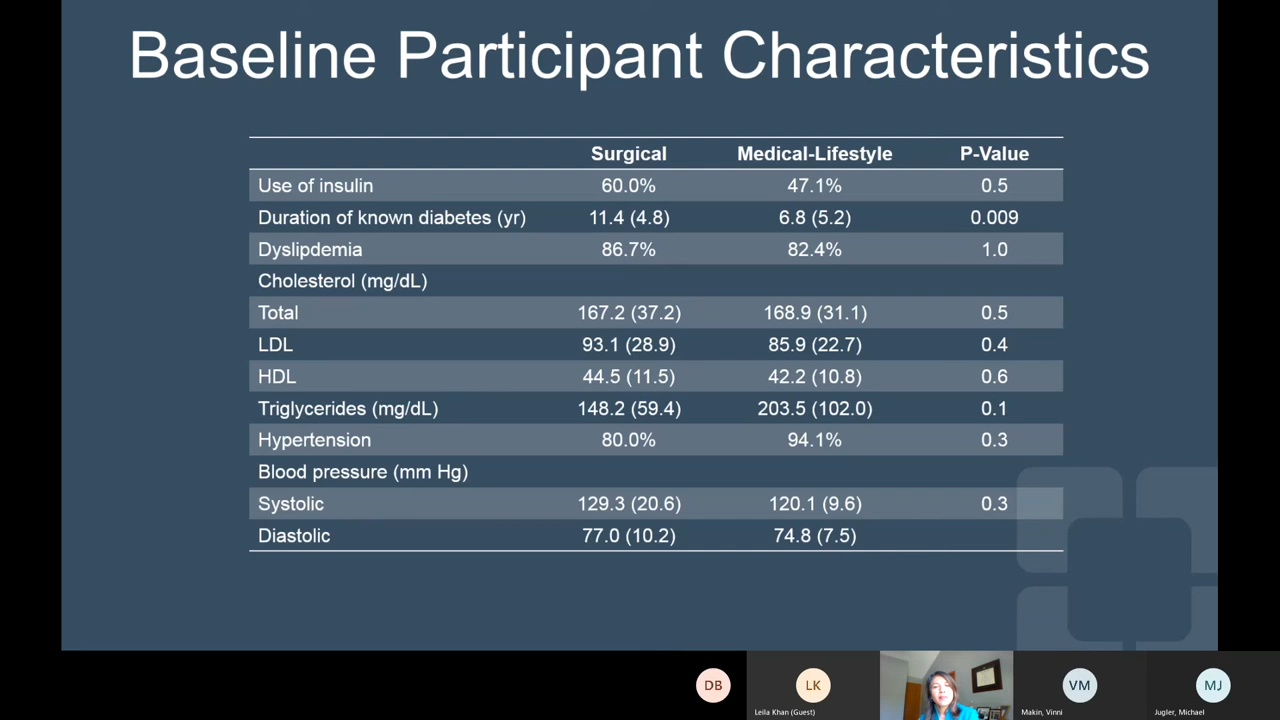 Baseline Participant Characteristics
Surgical Medical-Lifestyle P-Value
Use of insulin 60.0% 47.1% 0.5
Duration of known diabetes (yr) 11.4 (4.8) 6.8 (5.2) 0.009
Dyslipdemia 86.7% 82.4% 1.0
Cholesterol (mg/dL)
Total 167.2 (37.2) 168.9 (31.1) 0.5
LDL 93.1 (28.9) 85.9 (22.7) 0.4
HDL 44.5 (11.5) 42.2 (10.8) 0.6
Triglycerides (mg/dL) 148.2 (59.4) 203.5 (102.0) 0.1
Hypertension 80.0% 94.1% 0.3
Blood pressure (mm Hg)
Systolic 129.3 (20.6) 120.1 (9.6) 0.3
Diastolic 77.0 (10.2) 74.8 (7.5)
DB LK VM MJ
Leila Khan (Guest) Makin, Vinni Jugler, Michael